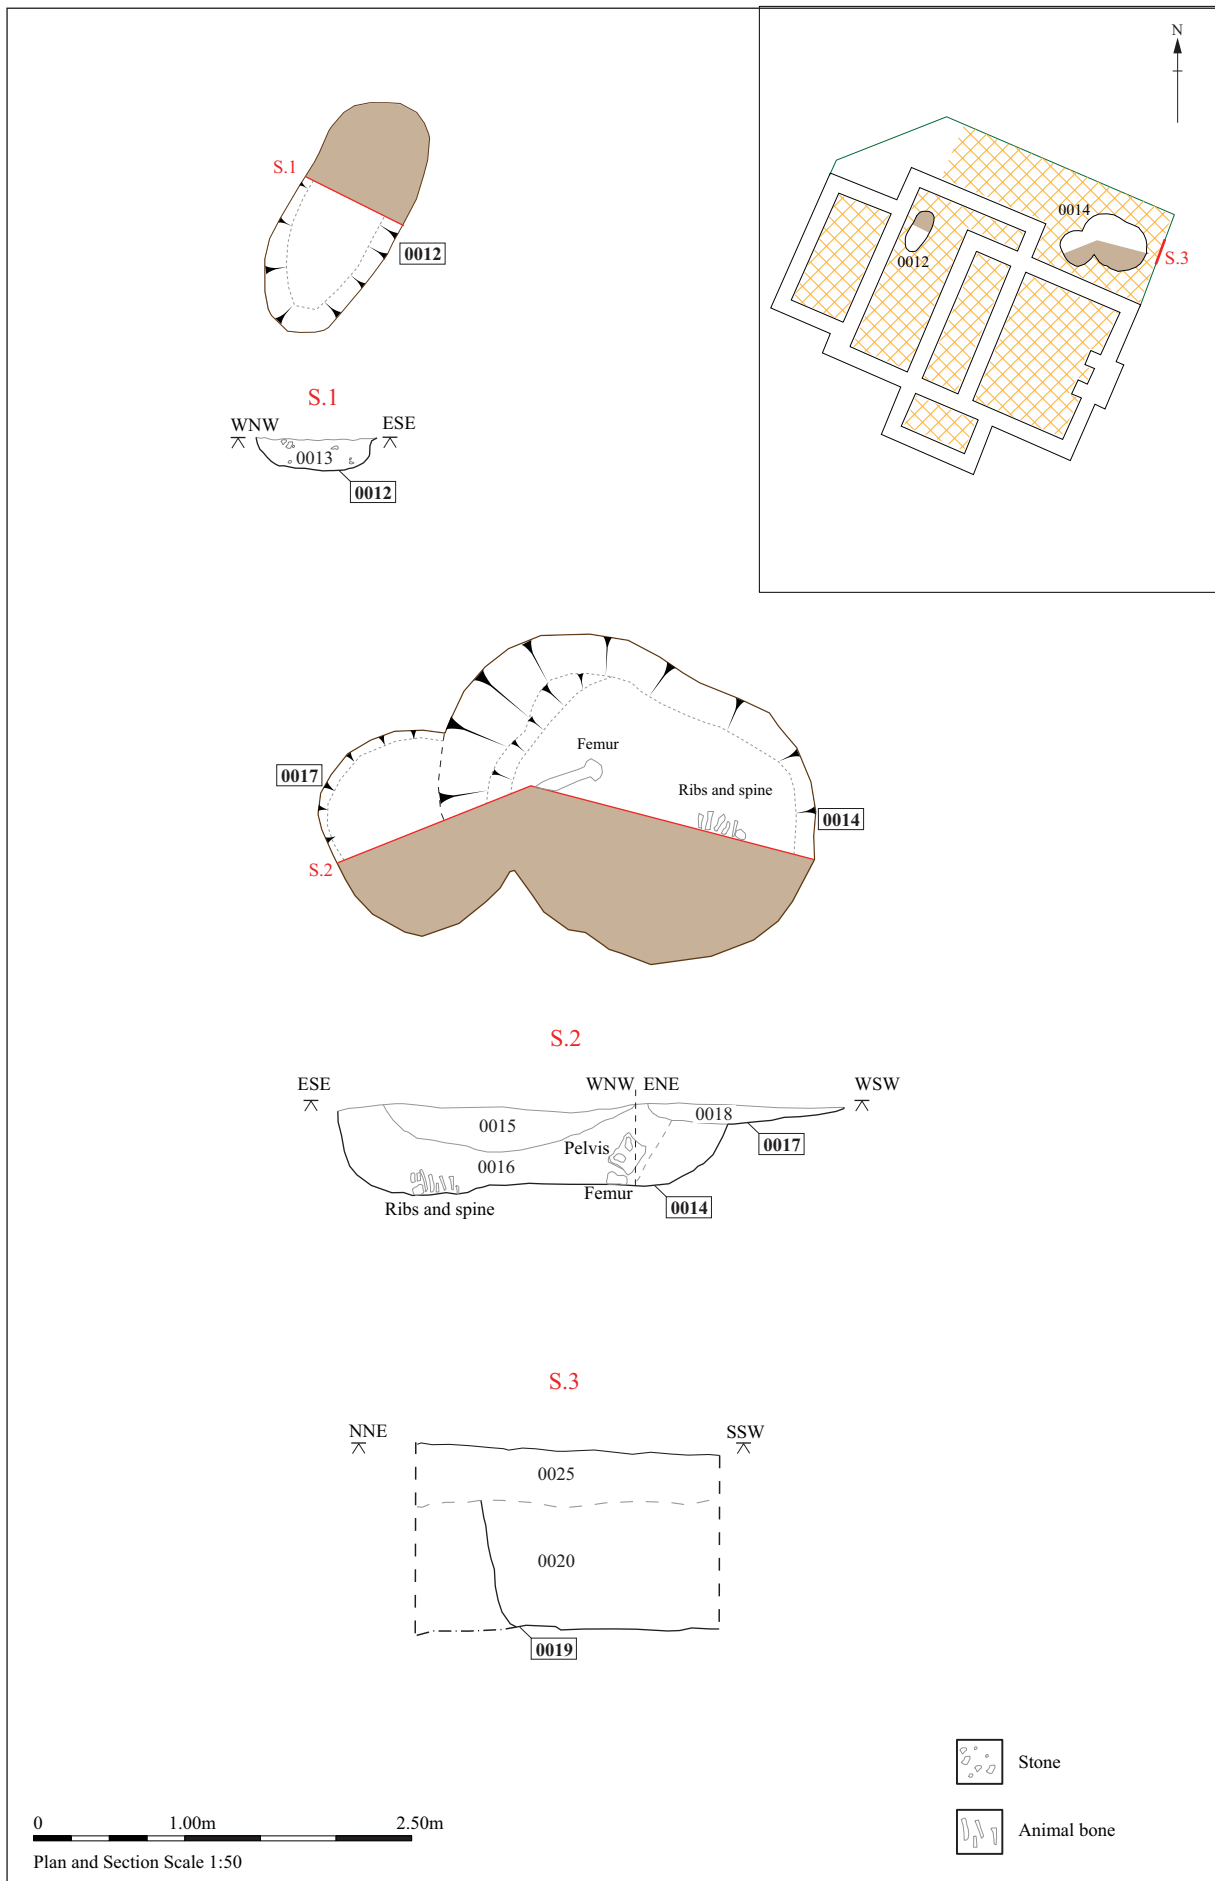 N
S.1
0012
0014
0012
S.3
S.1
WNW
ESE
0013
0012
Femur
0017
Ribs and spine
0014
S.2
S.2
ESE
WNW
ENE
WSW
0015
0018
Pelvis
0017
0016
Femur
Ribs and spine
0014
S.3
NNE
SSW
0025
0020
0019
Stone
0 1.00m 2.50m
Animal bone
Plan and Section Scale 1:50